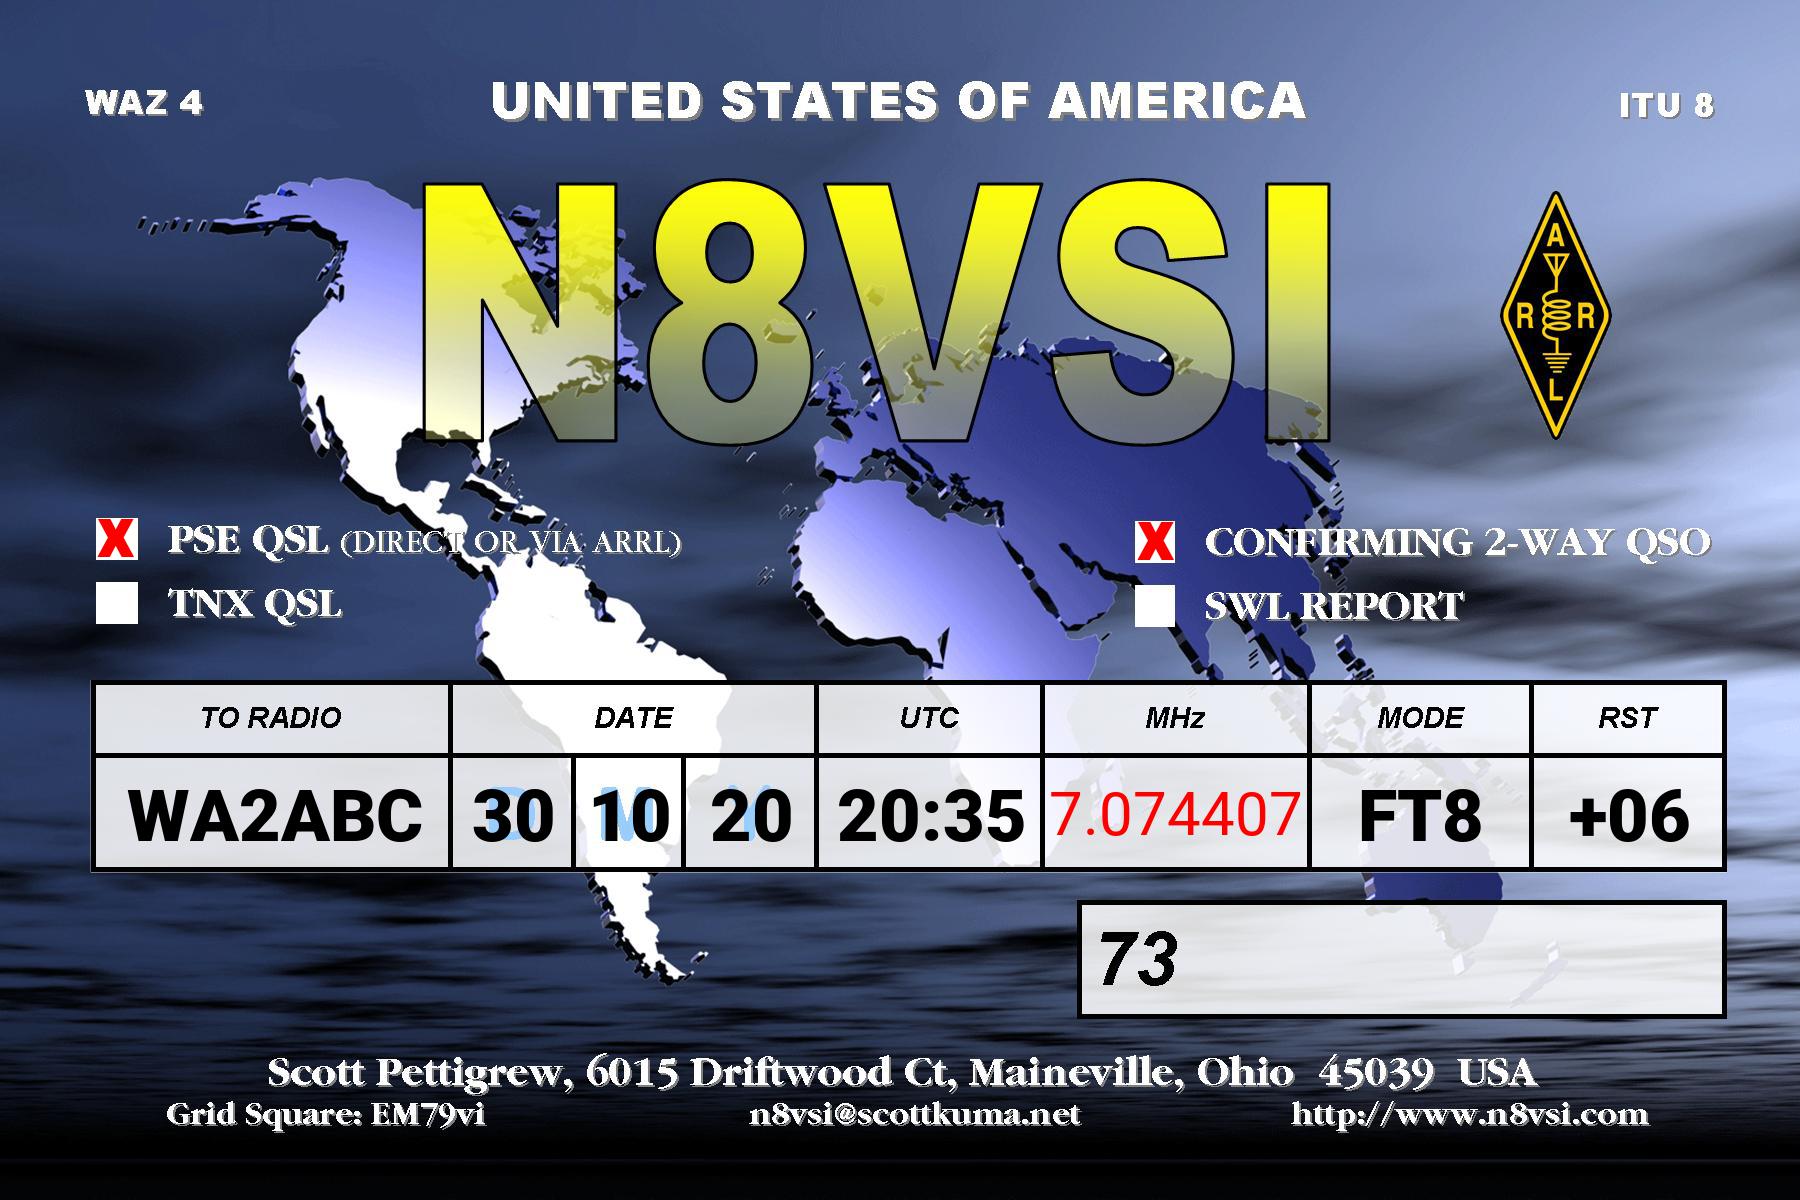 WAZ 4 UNITED STATES OF AMERICA ITU 8
N8VSI
A
R R
L
X PSE QSL (DIRECT OR VIA ARRL) X CONFIRMING 2-WAY QSO
TNX QSL SWL REPORT
TO RADIO DATE UTC MHz MODE RST
D M Y
WA2ABC 30 10 20 20:35 7.074407 FT8 +06
73
Scott Pettigrew, 6015 Driftwood Ct, Maineville, Ohio 45039 USA
Grid Square: EM79vi n8vsi@scottkuma.net http://www.n8vsi.com